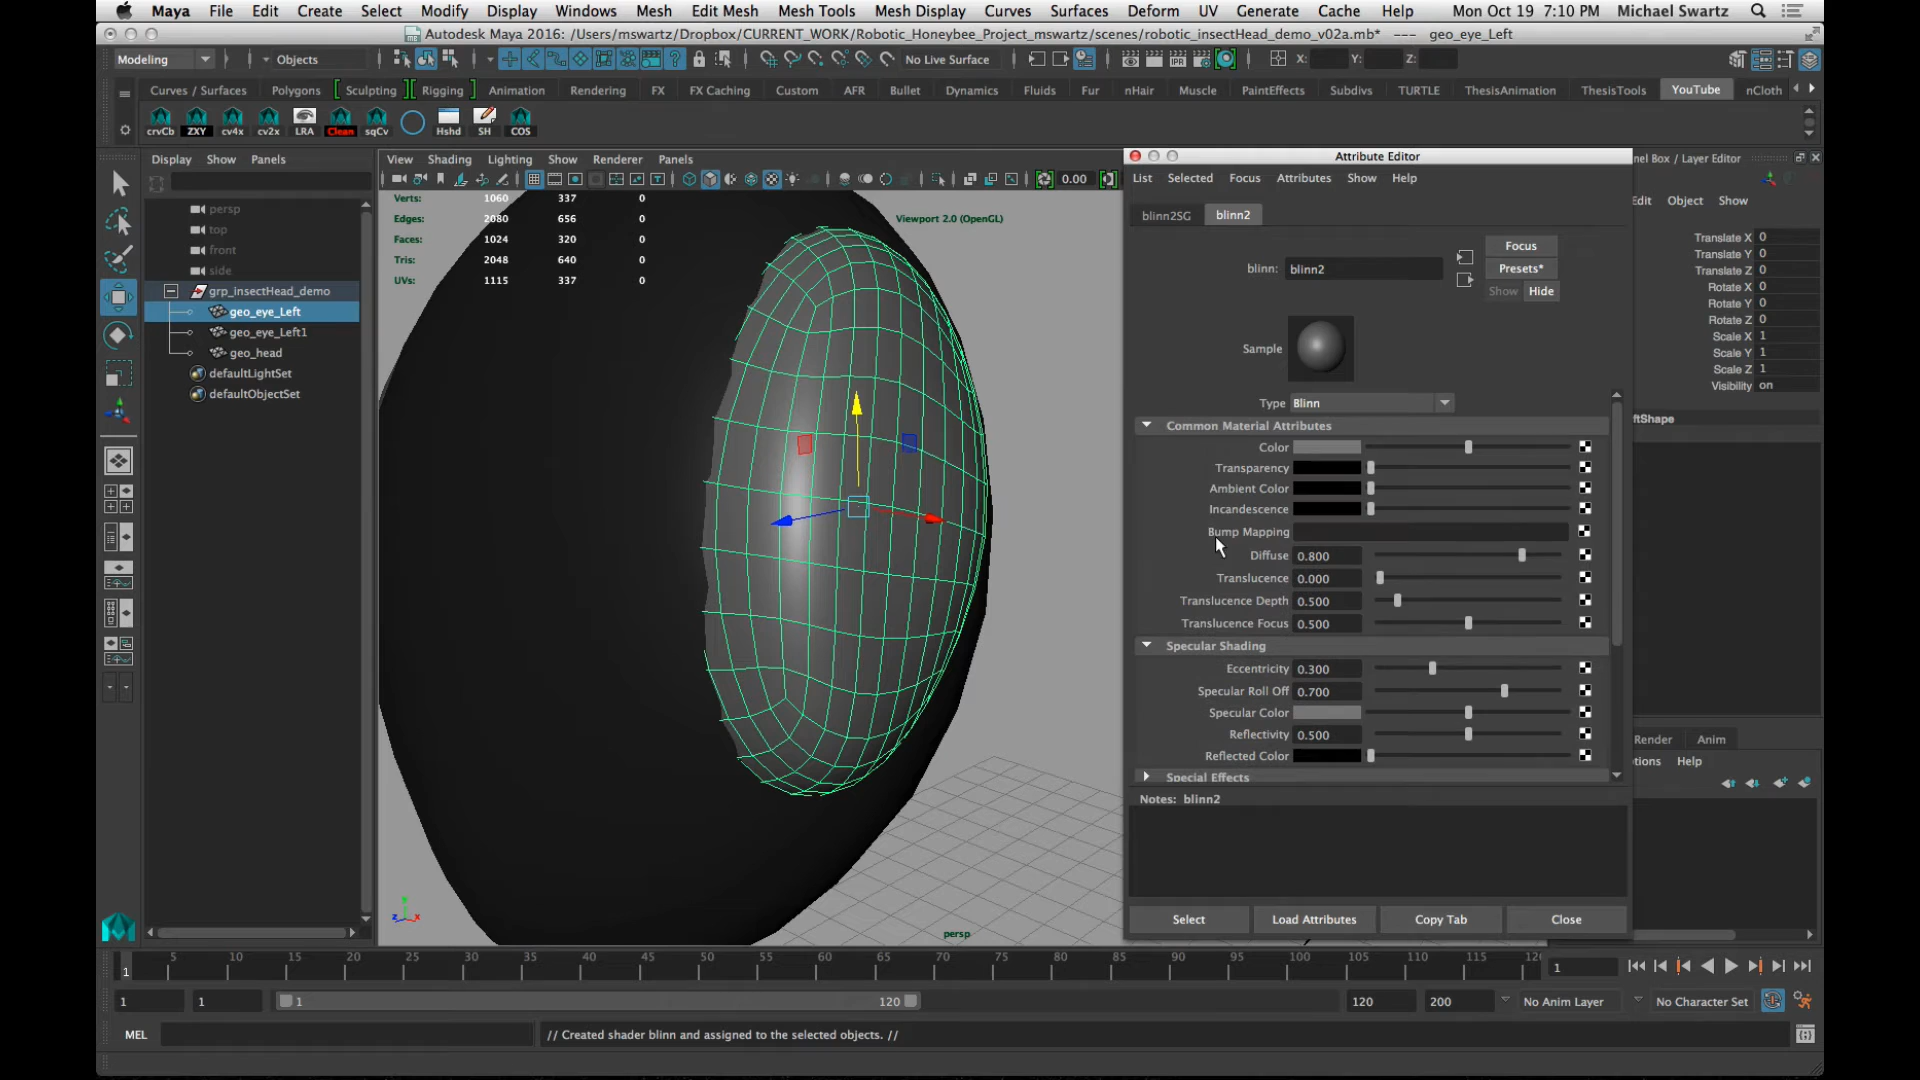 Maya File Edit Create Select Modify Display Windows Mesh Edit Mesh Mesh Tools Mesh Display Curves Surfaces Deform UV Generate Cache Help Mon Oct 19 7:10 PM Michael Swartz
Autodesk Maya 2016: /Users/mswartz/Dropbox/CURRENT_WORK/Robotic_Honeybee_Project_mswartz/scenes/robotic_insectHead_demo_v02a.mb* --- geo_eye_Left
Modeling Objects No Live Surface IPR X: Y: Z:
Curves / Surfaces Polygons Sculpting Rigging Animation Rendering FX FX Caching Custom AFR Bullet Dynamics Fluids Fur nHair Muscle PaintEffects Subdivs TURTLE ThesisAnimation ThesisTools YouTube nCloth
crvCb ZXY cv4x cv2x LRA Clean sqCv Hshd SH COS
Display Show Panels
View Shading Lighting Show Renderer Panels
0.00
persp
top
front
side
grp_insectHead_demo
geo_eye_Left
geo_eye_Left1
geo_head
defaultLightSet
defaultObjectSet
Verts: 1060 337 0
Edges: 2080 656 0
Faces: 1024 320 0
Tris: 2048 640 0
UVs: 1115 337 0
Viewport 2.0 (OpenGL)
persp
Attribute Editor
List Selected Focus Attributes Show Help
blinn2SG blinn2
blinn: blinn2
Focus
Presets*
Show Hide
Sample
Type Blinn
Common Material Attributes
Color
Transparency
Ambient Color
Incandescence
Bump Mapping
Diffuse 0.800
Translucence 0.000
Translucence Depth 0.500
Translucence Focus 0.500
Specular Shading
Eccentricity 0.300
Specular Roll Off 0.700
Specular Color
Reflectivity 0.500
Reflected Color
Special Effects
Notes: blinn2
Select Load Attributes Copy Tab Close
nel Box / Layer Editor
Edit Object Show
Translate X 0
Translate Y 0
Translate Z 0
Rotate X 0
Rotate Y 0
Rotate Z 0
Scale X 1
Scale Y 1
Scale Z 1
Visibility on
ftShape
Render Anim
otions Help
1 5 10 15 20 25 30 35 40 45 50 55 60 65 70 75 80 85 90 95 100 105 110 115 12 1
1 1 1 120 120 200 No Anim Layer No Character Set
MEL // Created shader blinn and assigned to the selected objects. //